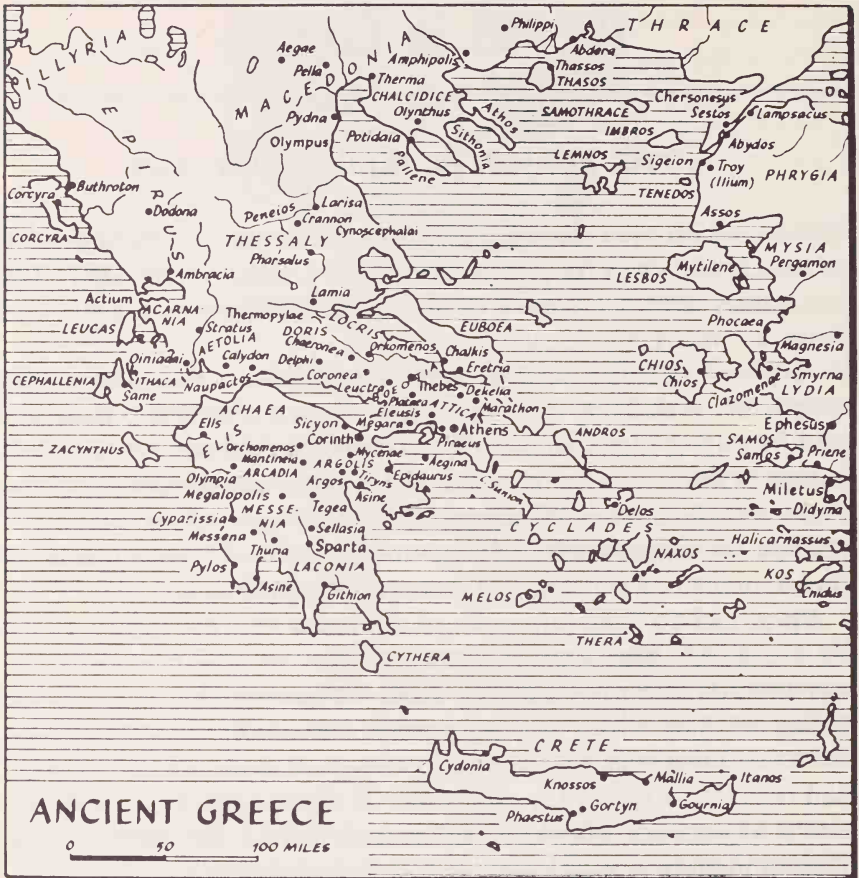 Philippi
THRACE
ILLYRIA
Aegae
Pella
Amphipolis
Abdera
MACEDONIA
Therma
Thassos
THASOS
CHALCIDICE
Olynthus
Athos
SAMOTHRACE
Chersonesus
Sestos
Lampsacus
Pydna
Olympus
Potidaia
Sithonia
Pallene
IMBROS
Abydos
EPIRUS
LEMNOS
Sigeion
Troy
(Ilium)
PHRYGIA
TENEDOS
Corcyra
Buthroton
Dodona
Peneios
Larisa
Crannon
Cynoscephalai
Assos
CORCYRA
THESSALY
Pharsalus
MYSIA
Pergamon
LESBOS
Mytilene
Ambracia
Actium
Lamia
ACARNA
NIA
Thermopylae
LOCRIS
EUBOEA
Phocaea
LEUCAS
Stratus
DORIS
AETOLIA
Chaeronea
Orkomenos
Chalkis
Magnesia
Oiniadai
Calydon
Delphi
Eretria
CHIOS
Chios
Smyrna
CEPHALLENIA
ITHACA
Same
Naupactos
Coronea
Leuctra
BOEOTIA
Thebes
Dekelia
Clazomenae
LYDIA
ACHAEA
Plataea
ATTICA
Marathon
Eleusis
Ephesus
Elis
ELIS
Sicyon
Megara
Athens
ANDROS
SAMOS
Samos
Priene
ZACYNTHUS
Corinth
Piraeus
Orchomenos
Mycenae
Mantineia
ARGOLIS
Aegina
Olympia
ARCADIA
Tiryns
Epidaurus
Argos
C. Sunion
Miletus
Megalopolis
Asine
Didyma
MESSE-
NIA
Tegea
Delos
Cyparissia
CYCLADES
Messena
Sellasia
Halicarnassus
Thuria
Sparta
NAXOS
Pylos
LACONIA
KOS
Asine
Githion
MELOS
Cnidus
THERA
CYTHERA
CRETE
Cydonia
Knossos
Mallia
Itanos
Gortyn
Gournia
Phaestus
ANCIENT GREECE
0 50 100 MILES